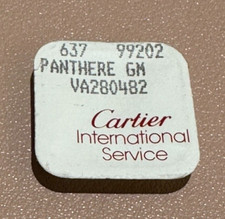 637 99202
PANTHERE GM
VA280482
Cartier
International
Service